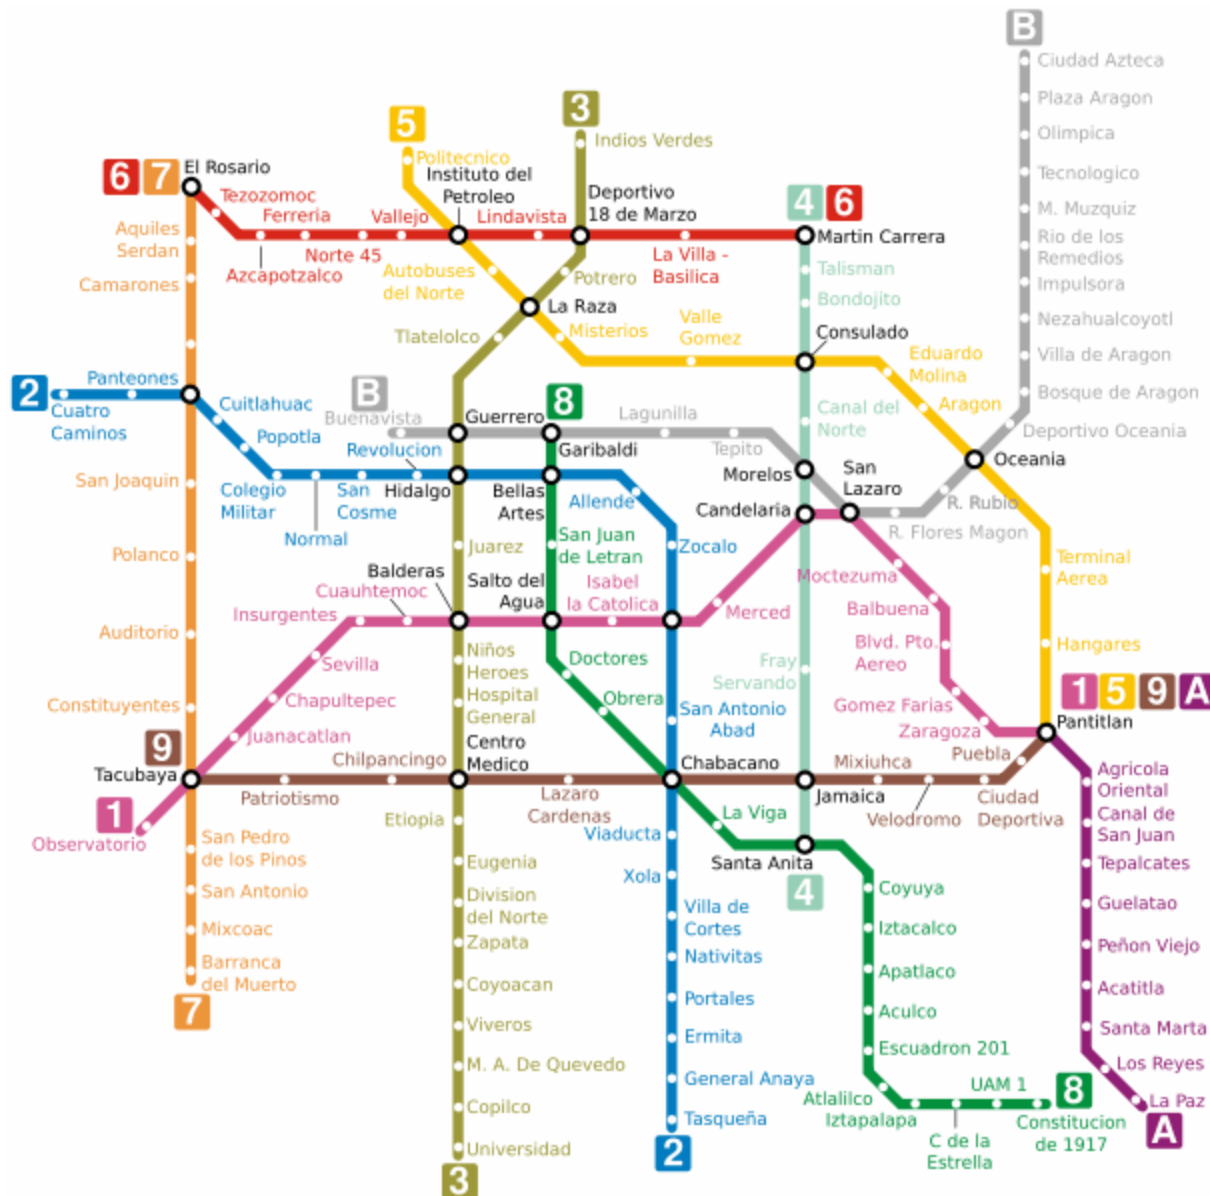 B
Ciudad Azteca
Plaza Aragon
Olimpica
Tecnologico
M. Muzquiz
Rio de los
Remedios
Impulsora
Nezahualcoyotl
Villa de Aragon
Bosque de Aragon
Deportivo Oceania
3
Indios Verdes
5
Politecnico
Instituto del
Petroleo
Deportivo
18 de Marzo
6 7
El Rosario
Tezozomoc
Ferreria
Vallejo
Lindavista
4 6
Martin Carrera
Aquiles
Serdan
Camarones
Azcapotzalco
Norte 45
Autobuses
del Norte
Potrero
La Villa -
Basilica
Talisman
Bondojito
La Raza
Tlatelolco
Misterios
Valle
Gomez
Consulado
Eduardo
Molina
Aragon
2
Panteones
Cuatro
Caminos
Cuitlahuac
Popotla
B
Buenavista
Guerrero
8
Garibaldi
Lagunilla
Tepito
Canal del
Norte
Oceania
Revolucion
Hidalgo
Bellas
Artes
Allende
Morelos
San
Lazaro
R. Rubio
R. Flores Magon
Candelaria
San Joaquin
Colegio
Militar
San
Cosme
Normal
Polanco
Juarez
San Juan
de Letran
Zocalo
Moctezuma
Terminal
Aerea
Balderas
Cuauhtemoc
Salto del
Agua
Isabel
la Catolica
Merced
Balbuena
Insurgentes
Auditorio
Sevilla
Niños
Heroes
Doctores
Blvd. Pto.
Aereo
Hangares
Chapultepec
Hospital
General
Obrera
Fray
Servando
Constituyentes
Juanacatlan
San Antonio
Abad
Gomez Farias
Zaragoza
1 5 9 A
Pantitlan
9
Tacubaya
Chilpancingo
Centro
Medico
Chabacano
Mixiuhca
Puebla
Patriotismo
Lazaro
Cardenas
Jamaica
Velodromo
Ciudad
Deportiva
1
Observatorio
Agricola
Oriental
Canal de
San Juan
Tepalcates
Guelatao
Peñon Viejo
Acatitla
Santa Marta
Los Reyes
La Paz
A
San Pedro
de los Pinos
San Antonio
Mixcoac
Barranca
del Muerto
7
Etiopia
Eugenia
Division
del Norte
Zapata
Coyoacan
Viveros
M. A. De Quevedo
Copilco
Universidad
3
Viaducta
Xola
Villa de
Cortes
Nativitas
Portales
Ermita
General Anaya
Tasqueña
2
La Viga
Santa Anita
4
Coyuya
Iztacalco
Apatlaco
Aculco
Escuadron 201
Atlalilco
Iztapalapa
C de la
Estrella
UAM 1
8
Constitucion
de 1917